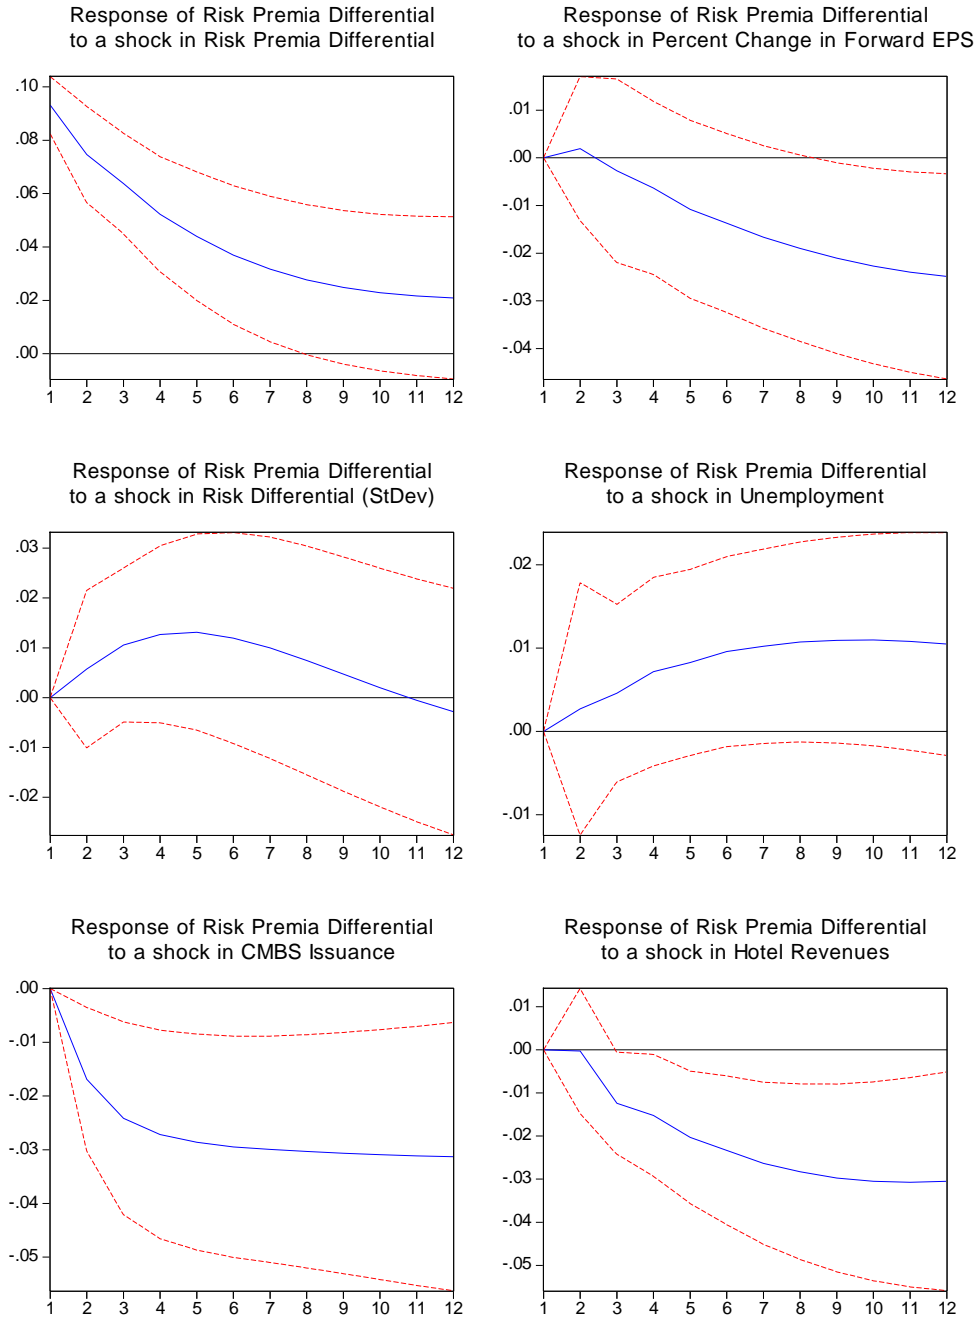 Response of Risk Premia Differential
to a shock in Risk Premia Differential
.10
.08
.06
.04
.02
.00
1 2 3 4 5 6 7 8 9 10 11 12
Response of Risk Premia Differential
to a shock in Percent Change in Forward EPS
.01
.00
-.01
-.02
-.03
-.04
1 2 3 4 5 6 7 8 9 10 11 12
Response of Risk Premia Differential
to a shock in Risk Differential (StDev)
.03
.02
.01
.00
-.01
-.02
1 2 3 4 5 6 7 8 9 10 11 12
Response of Risk Premia Differential
to a shock in Unemployment
.02
.01
.00
-.01
1 2 3 4 5 6 7 8 9 10 11 12
Response of Risk Premia Differential
to a shock in CMBS Issuance
.00
-.01
-.02
-.03
-.04
-.05
1 2 3 4 5 6 7 8 9 10 11 12
Response of Risk Premia Differential
to a shock in Hotel Revenues
.01
.00
-.01
-.02
-.03
-.04
-.05
1 2 3 4 5 6 7 8 9 10 11 12